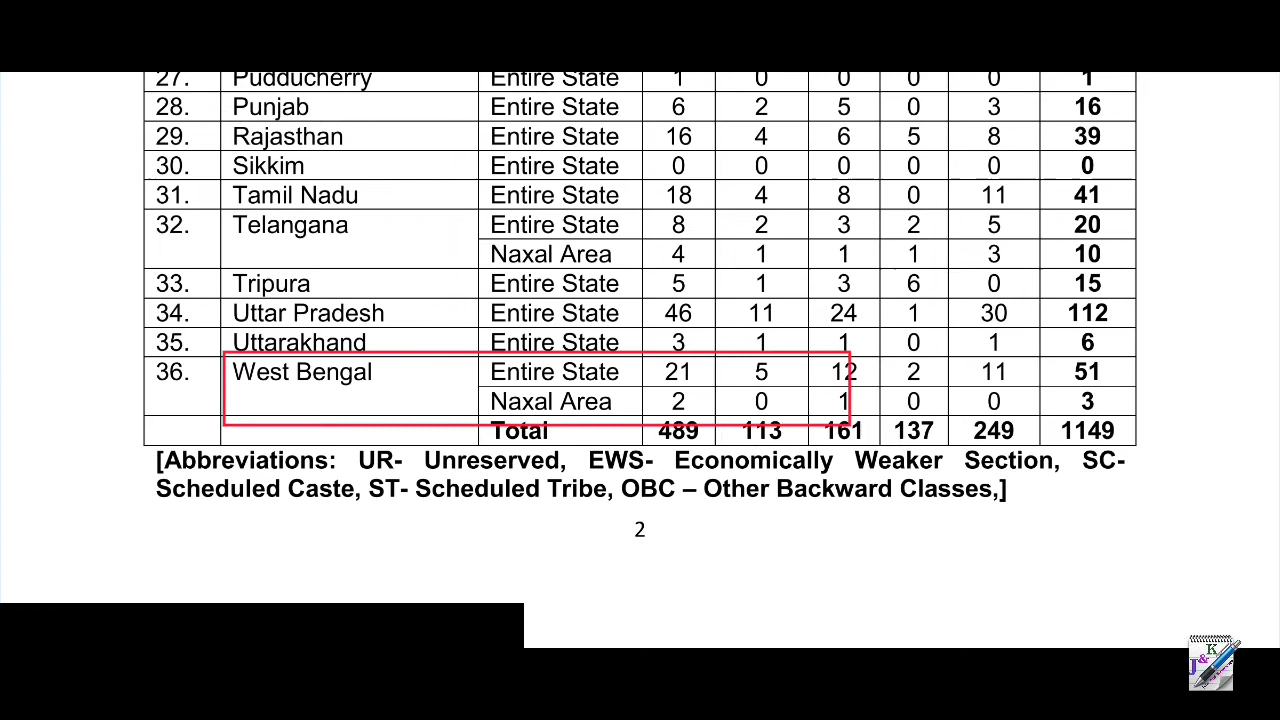 27. Pudducherry Entire State 1 0 0 0 0 1
28. Punjab Entire State 6 2 5 0 3 16
29. Rajasthan Entire State 16 4 6 5 8 39
30. Sikkim Entire State 0 0 0 0 0 0
31. Tamil Nadu Entire State 18 4 8 0 11 41
32. Telangana Entire State 8 2 3 2 5 20
Naxal Area 4 1 1 1 3 10
33. Tripura Entire State 5 1 3 6 0 15
34. Uttar Pradesh Entire State 46 11 24 1 30 112
35. Uttarakhand Entire State 3 1 1 0 1 6
36. West Bengal Entire State 21 5 12 2 11 51
Naxal Area 2 0 1 0 0 3
Total 489 113 161 137 249 1149
[Abbreviations: UR- Unreserved, EWS- Economically Weaker Section, SC-
Scheduled Caste, ST- Scheduled Tribe, OBC – Other Backward Classes,]
2
J&K